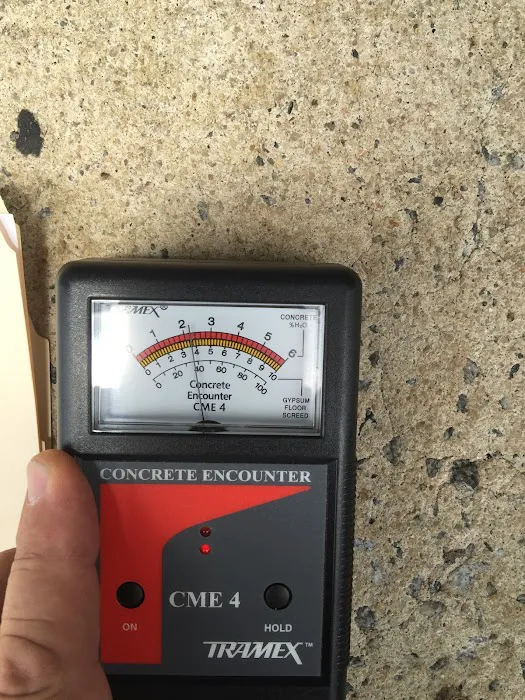 TRAMEX®
CONCRETE
%H₂O
0 1 2 3 4 5 6
0 1 2 3 4 5 6 7 8 9 10
0 20 40 60 80 100
Concrete
Encounter
CME 4
GYPSUM
FLOOR
SCREED
CONCRETE ENCOUNTER
CME 4
ON
HOLD
TRAMEX™